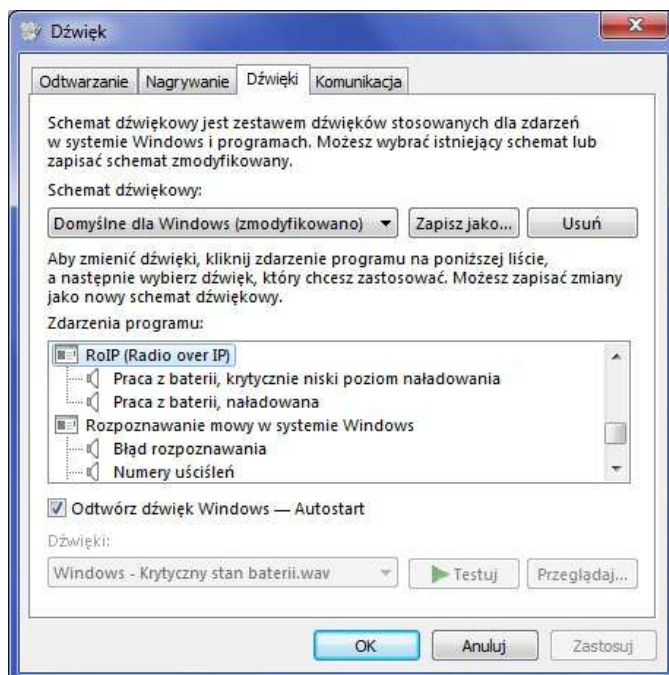 Dźwięk
Odtwarzanie Nagrywanie Dźwięki Komunikacja
Schemat dźwiękowy jest zestawem dźwięków stosowanych dla zdarzeń
w systemie Windows i programach. Możesz wybrać istniejący schemat lub
zapisać schemat zmodyfikowany.
Schemat dźwiękowy:
Domyślne dla Windows (zmodyfikowano) Zapisz jako... Usuń
Aby zmienić dźwięki, kliknij zdarzenie programu na poniższej liście,
a następnie wybierz dźwięk, który chcesz zastosować. Możesz zapisać zmiany
jako nowy schemat dźwiękowy.
Zdarzenia programu:
RoIP (Radio over IP)
Praca z baterii, krytycznie niski poziom naładowania
Praca z baterii, naładowana
Rozpoznawanie mowy w systemie Windows
Błąd rozpoznawania
Numery uściśleń
Odtwórz dźwięk Windows — Autostart
Dźwięki:
Windows - Krytyczny stan baterii.wav Testuj Przeglądaj...
OK Anuluj Zastosuj